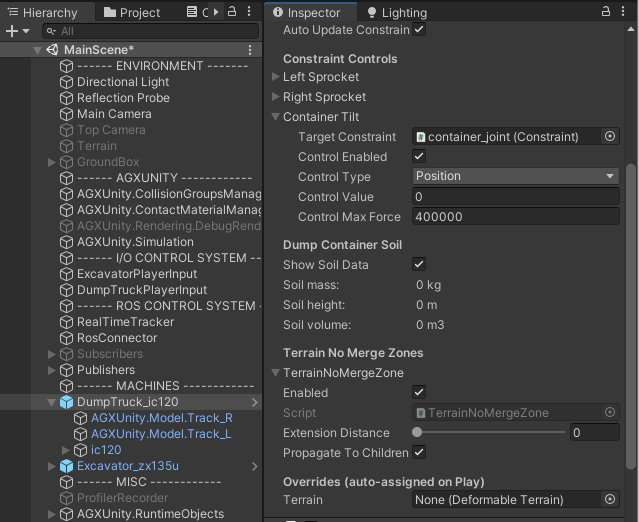 Hierarchy
Project
C
All
MainScene*
------ ENVIRONMENT -------
Directional Light
Reflection Probe
Main Camera
Top Camera
Terrain
GroundBox
------ AGXUNITY ------
AGXUnity.CollisionGroupsManag
AGXUnity.ContactMaterialManag
AGXUnity.Rendering.DebugRend
AGXUnity.Simulation
------ I/O CONTROL SYSTEM --
ExcavatorPlayerInput
DumpTruckPlayerInput
------ ROS CONTROL SYSTEM -
RealTimeTracker
RosConnector
Subscribers
Publishers
------ MACHINES ------------
DumpTruck_ic120
AGXUnity.Model.Track_R
AGXUnity.Model.Track_L
ic120
Excavator_zx135u
------ MISC -------------
ProfilerRecorder
AGXUnity.RuntimeObjects
Inspector
Lighting
Auto Update Constrain
Constraint Controls
Left Sprocket
Right Sprocket
Container Tilt
Target Constraint container_joint (Constraint)
Control Enabled
Control Type Position
Control Value 0
Control Max Force 400000
Dump Container Soil
Show Soil Data
Soil mass: 0 kg
Soil height: 0 m
Soil volume: 0 m3
Terrain No Merge Zones
TerrainNoMergeZone
Enabled
Script TerrainNoMergeZone
Extension Distance 0
Propagate To Children
Overrides (auto-assigned on Play)
Terrain None (Deformable Terrain)